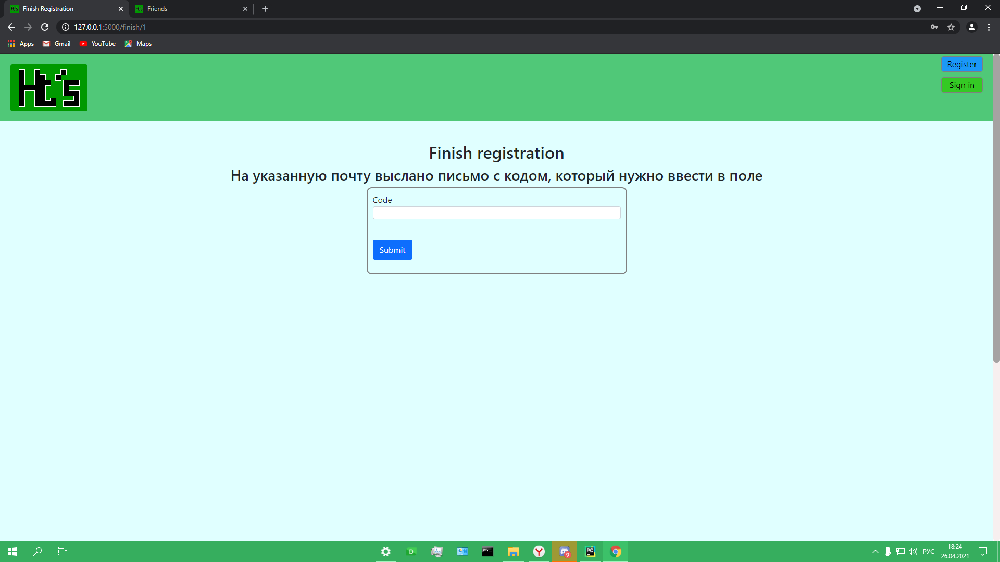 Finish Registration
Friends
127.0.0.1:5000/finish/1
Apps
Gmail
YouTube
Maps
Ht's
Register
Sign in
Finish registration
На указанную почту выслано письмо с кодом, который нужно ввести в поле
Code
Submit
D
9
PC
РУС
18:24
26.04.2021